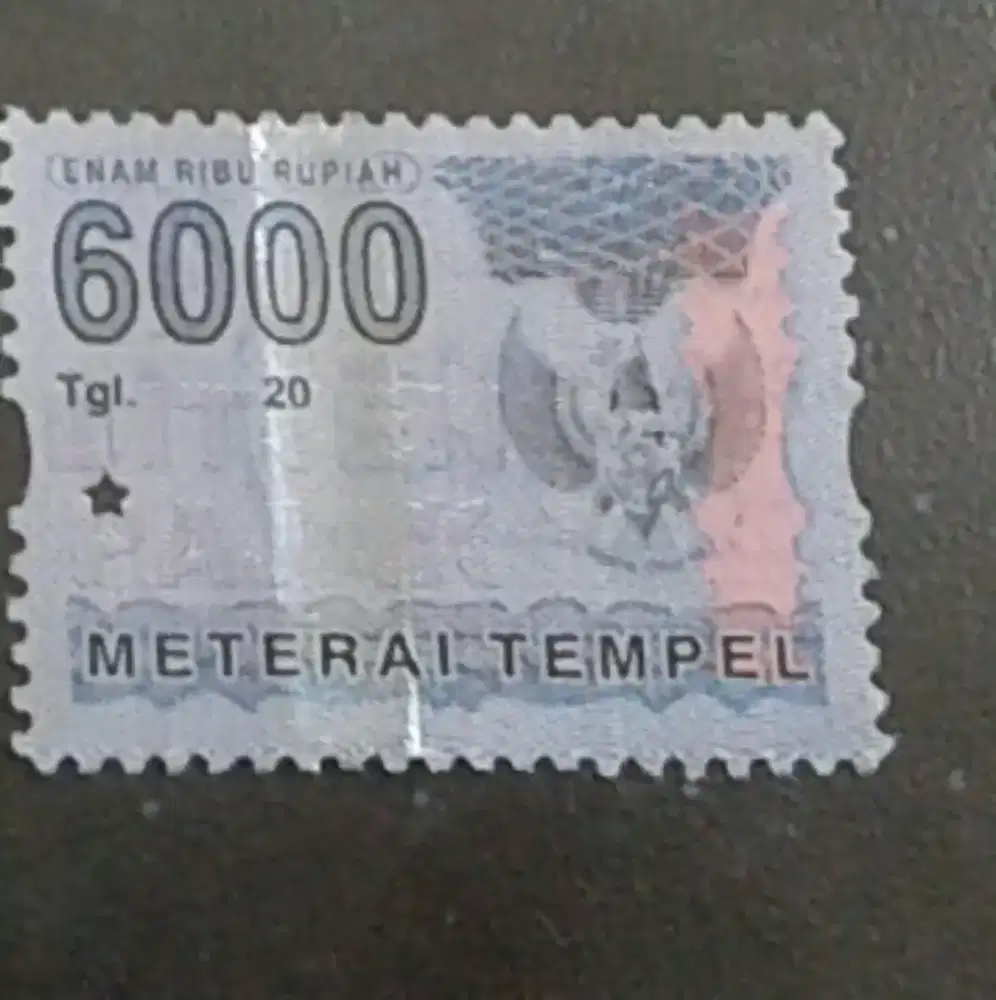 ENAM RIBU RUPIAH
6000
Tgl. 20
METERAI TEMPEL